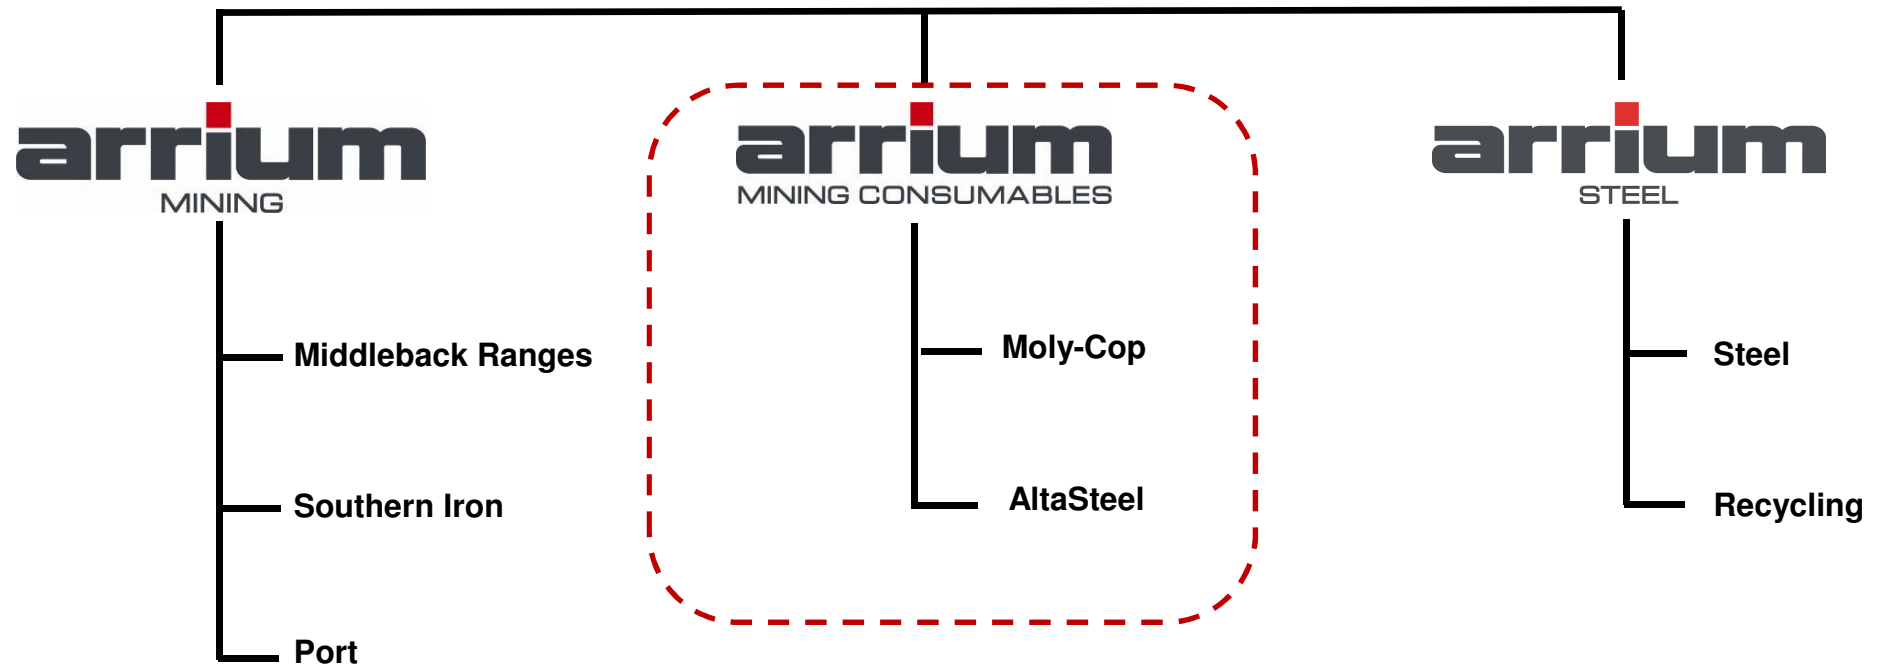 arrium
MINING
Middleback Ranges
Southern Iron
Port
arrium
MINING CONSUMABLES
Moly-Cop
AltaSteel
arrium
STEEL
Steel
Recycling